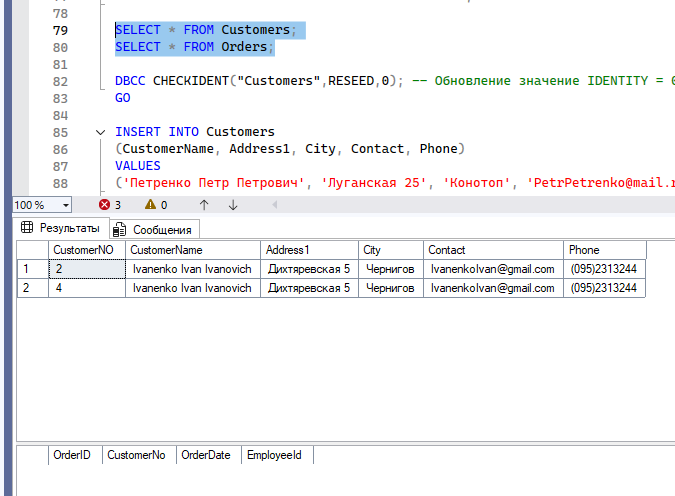 78
79 SELECT * FROM Customers;
80 SELECT * FROM Orders;
81
82 DBCC CHECKIDENT("Customers",RESEED,0); -- Обновление значение IDENTITY = 0
83 GO
84
85 INSERT INTO Customers
86 (CustomerName, Address1, City, Contact, Phone)
87 VALUES
88 ('Петренко Петр Петрович', 'Луганская 25', 'Конотоп', 'PetrPetrenko@mail.r
100 % 3 0
Результаты Сообщения
CustomerNO CustomerName Address1 City Contact Phone
1 2 Ivanenko Ivan Ivanovich Дихтяревская 5 Чернигов IvanenkoIvan@gmail.com (095)2313244
2 4 Ivanenko Ivan Ivanovich Дихтяревская 5 Чернигов IvanenkoIvan@gmail.com (095)2313244
OrderID CustomerNo OrderDate EmployeeId